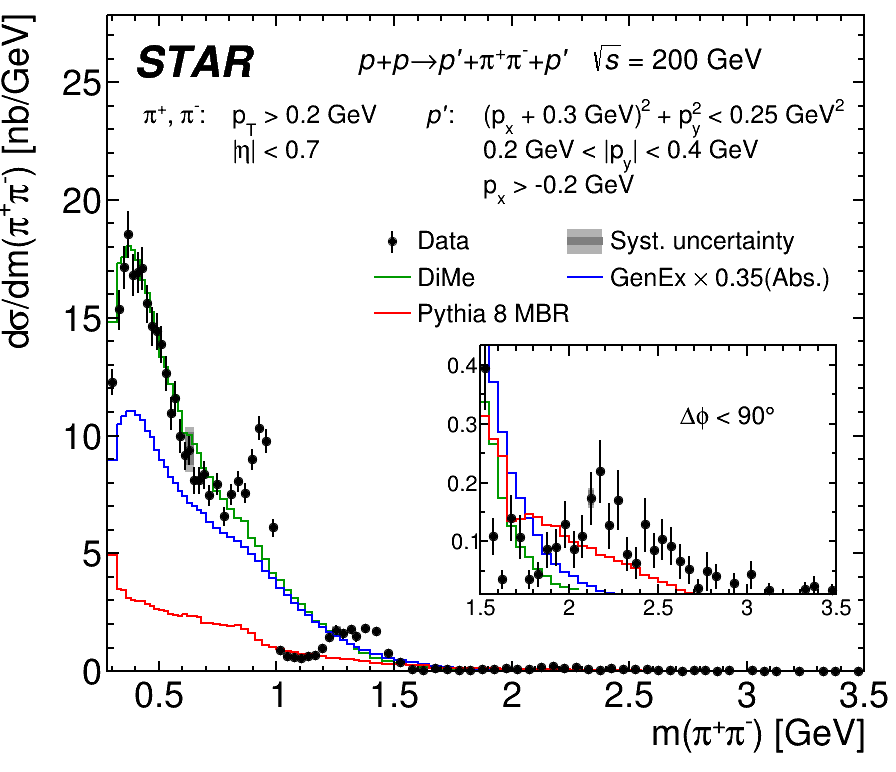 dσ/dm(π⁺π⁻) [nb/GeV]
STAR
p+p→p′+π⁺π⁻+p′ √s = 200 GeV
π⁺, π⁻: p_T > 0.2 GeV
|η| < 0.7
p′: (p_x + 0.3 GeV)² + p_y² < 0.25 GeV²
0.2 GeV < |p_y| < 0.4 GeV
p_x > -0.2 GeV
Data
Syst. uncertainty
DiMe
GenEx × 0.35(Abs.)
Pythia 8 MBR
25
20
15
10
5
0
0.5 1 1.5 2 2.5 3 3.5
m(π⁺π⁻) [GeV]
Δϕ < 90°
0.4
0.3
0.2
0.1
1.5 2 2.5 3 3.5